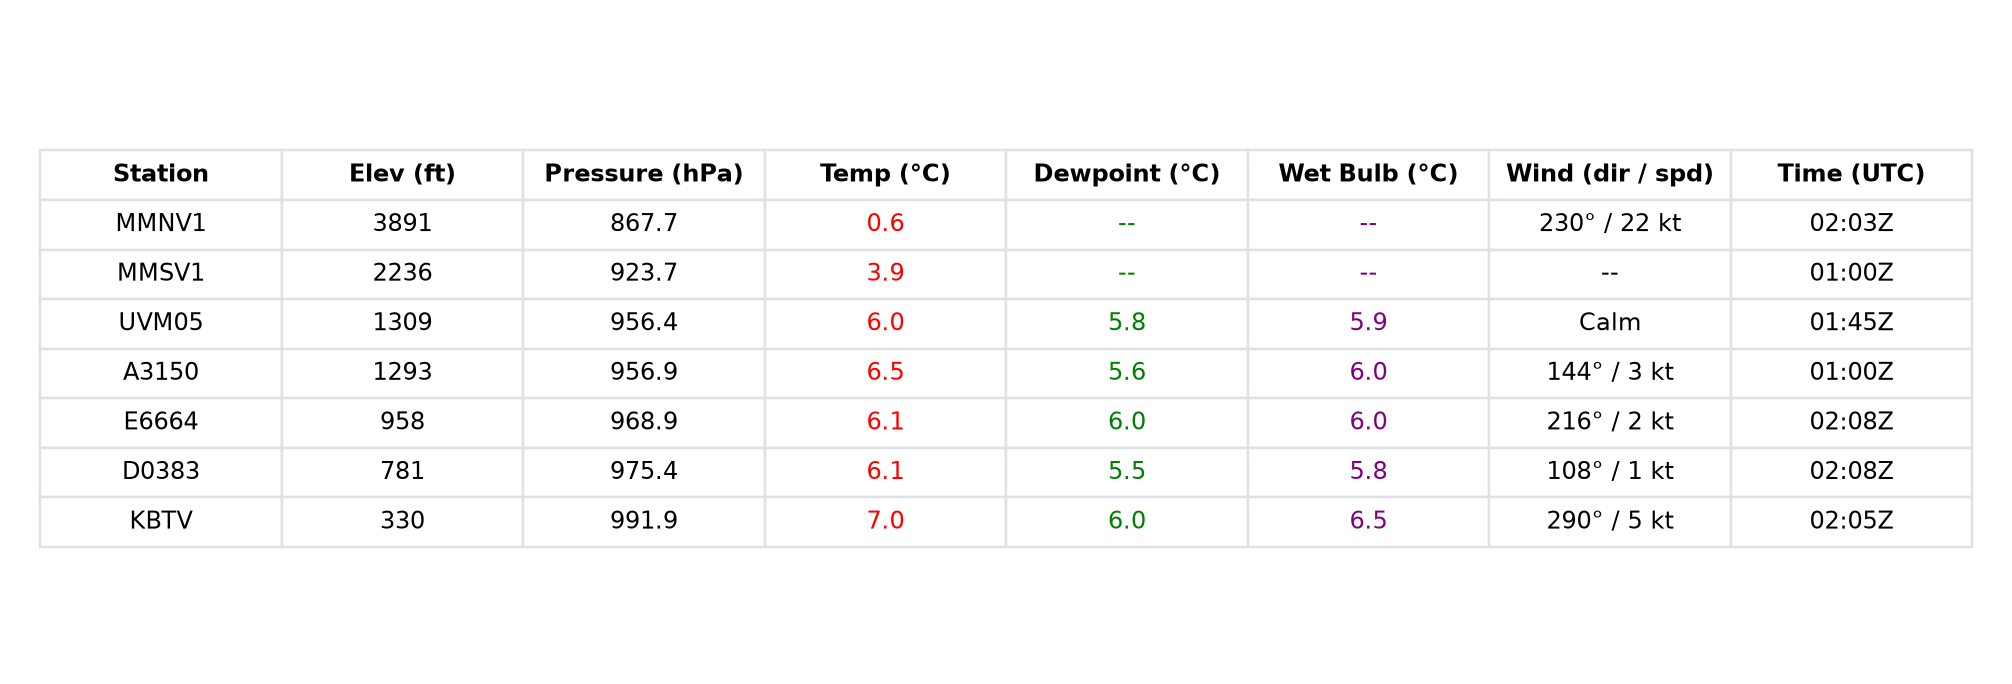 Station Elev (ft) Pressure (hPa) Temp (°C) Dewpoint (°C) Wet Bulb (°C) Wind (dir / spd) Time (UTC)
MMNV1 3891 867.7 0.6 -- -- 230° / 22 kt 02:03Z
MMSV1 2236 923.7 3.9 -- -- -- 01:00Z
UVM05 1309 956.4 6.0 5.8 5.9 Calm 01:45Z
A3150 1293 956.9 6.5 5.6 6.0 144° / 3 kt 01:00Z
E6664 958 968.9 6.1 6.0 6.0 216° / 2 kt 02:08Z
D0383 781 975.4 6.1 5.5 5.8 108° / 1 kt 02:08Z
KBTV 330 991.9 7.0 6.0 6.5 290° / 5 kt 02:05Z